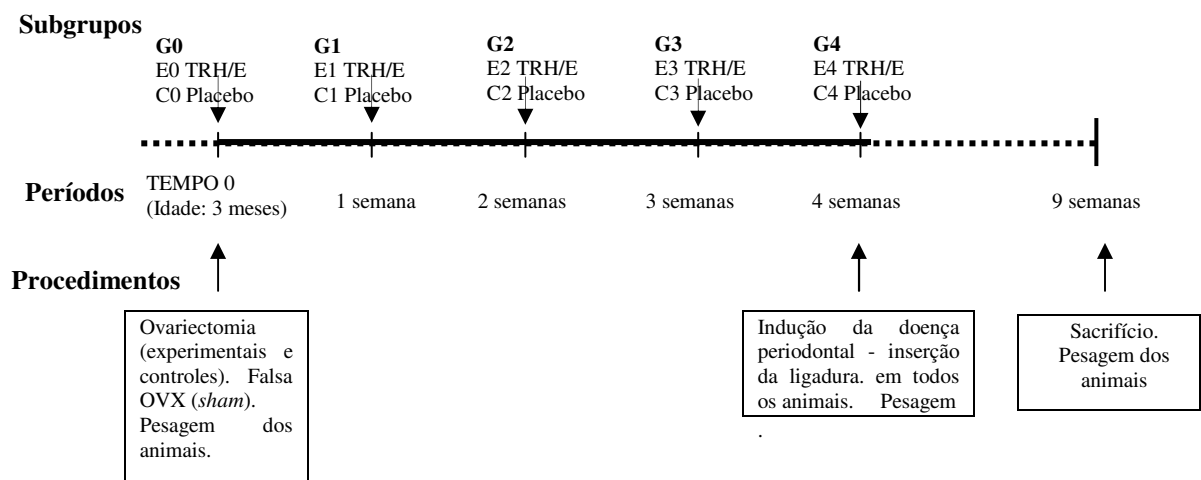 Subgrupos
G0
E0 TRH/E
C0 Placebo
G1
E1 TRH/E
C1 Placebo
G2
E2 TRH/E
C2 Placebo
G3
E3 TRH/E
C3 Placebo
G4
E4 TRH/E
C4 Placebo
Períodos
TEMPO 0
(Idade: 3 meses)
1 semana
2 semanas
3 semanas
4 semanas
9 semanas
Procedimentos
Ovariectomia
(experimentais e
controles). Falsa
OVX (sham).
Pesagem dos
animais.
Indução da doença
periodontal - inserção
da ligadura. em todos
os animais. Pesagem
.
Sacrifício.
Pesagem dos
animais